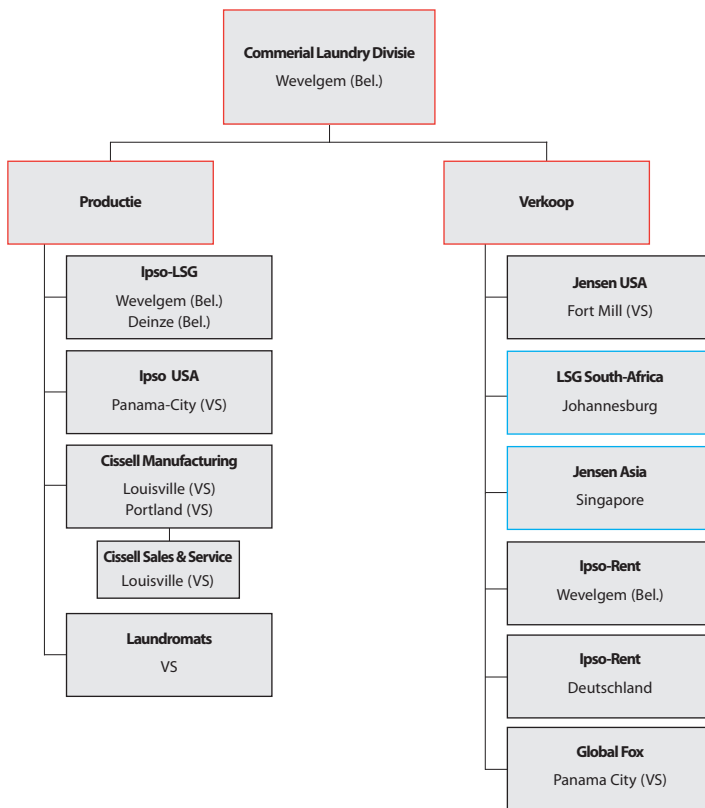 Commerial Laundry Divisie
Wevelgem (Bel.)
Productie
Ipso-LSG
Wevelgem (Bel.)
Deinze (Bel.)
Ipso USA
Panama-City (VS)
Cissell Manufacturing
Louisville (VS)
Portland (VS)
Cissell Sales & Service
Louisville (VS)
Laundromats
VS
Verkoop
Jensen USA
Fort Mill (VS)
LSG South-Africa
Johannesburg
Jensen Asia
Singapore
Ipso-Rent
Wevelgem (Bel.)
Ipso-Rent
Deutschland
Global Fox
Panama City (VS)